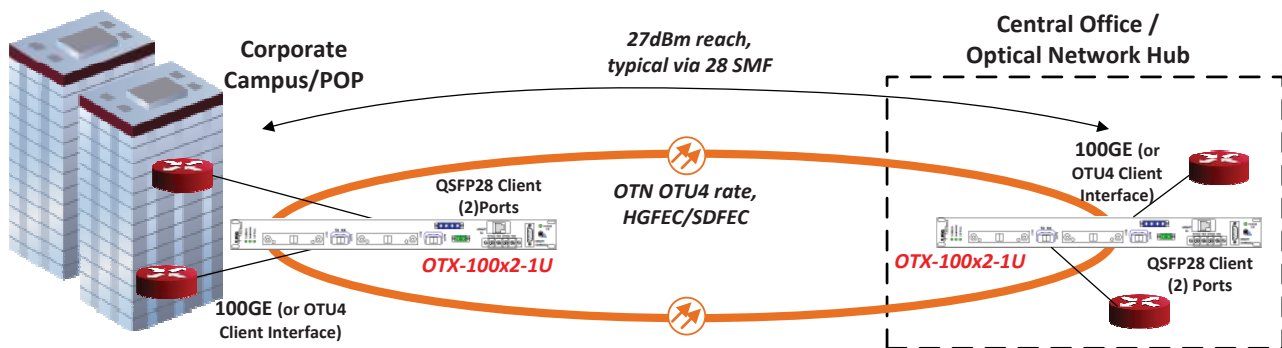 Corporate
Campus/POP
27dBm reach,
typical via 28 SMF
Central Office /
Optical Network Hub
100GE (or
OTU4 Client
Interface)
QSFP28 Client
(2)Ports
OTN OTU4 rate,
HGFEC/SDFEC
OTX-100x2-1U
OTX-100x2-1U
QSFP28 Client
(2) Ports
100GE (or OTU4
Client Interface)